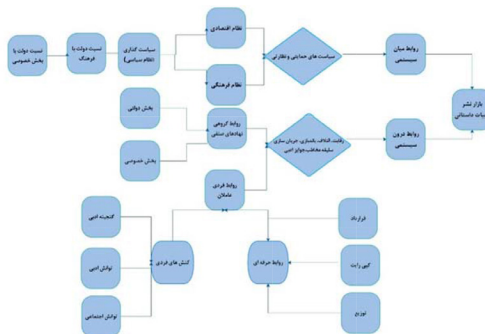 نسبت دولت با
بخش خصوصی
نسبت دولت با
فرهنگ
سیاست گذاری
(نظام سیاسی)
نظام اقتصادی
نظام فرهنگی
سیاست های حمایتی و نظارتی
روابط میان
سیستمی
بازار نشر
ادبیات داستانی
بخش دولتی
بخش خصوصی
روابط گروهی
نهادهای صنفی
رقابت، ائتلاف، جریان سازی
سلیقه مخاطب، جوایز ادبی
روابط درون
سیستمی
روابط فردی
عاملان
گنجینه ادبی
توانش ادبی
توانش اجتماعی
کنش های فردی
روابط حرفه ای
قرارداد
کپی رایت
توزیع